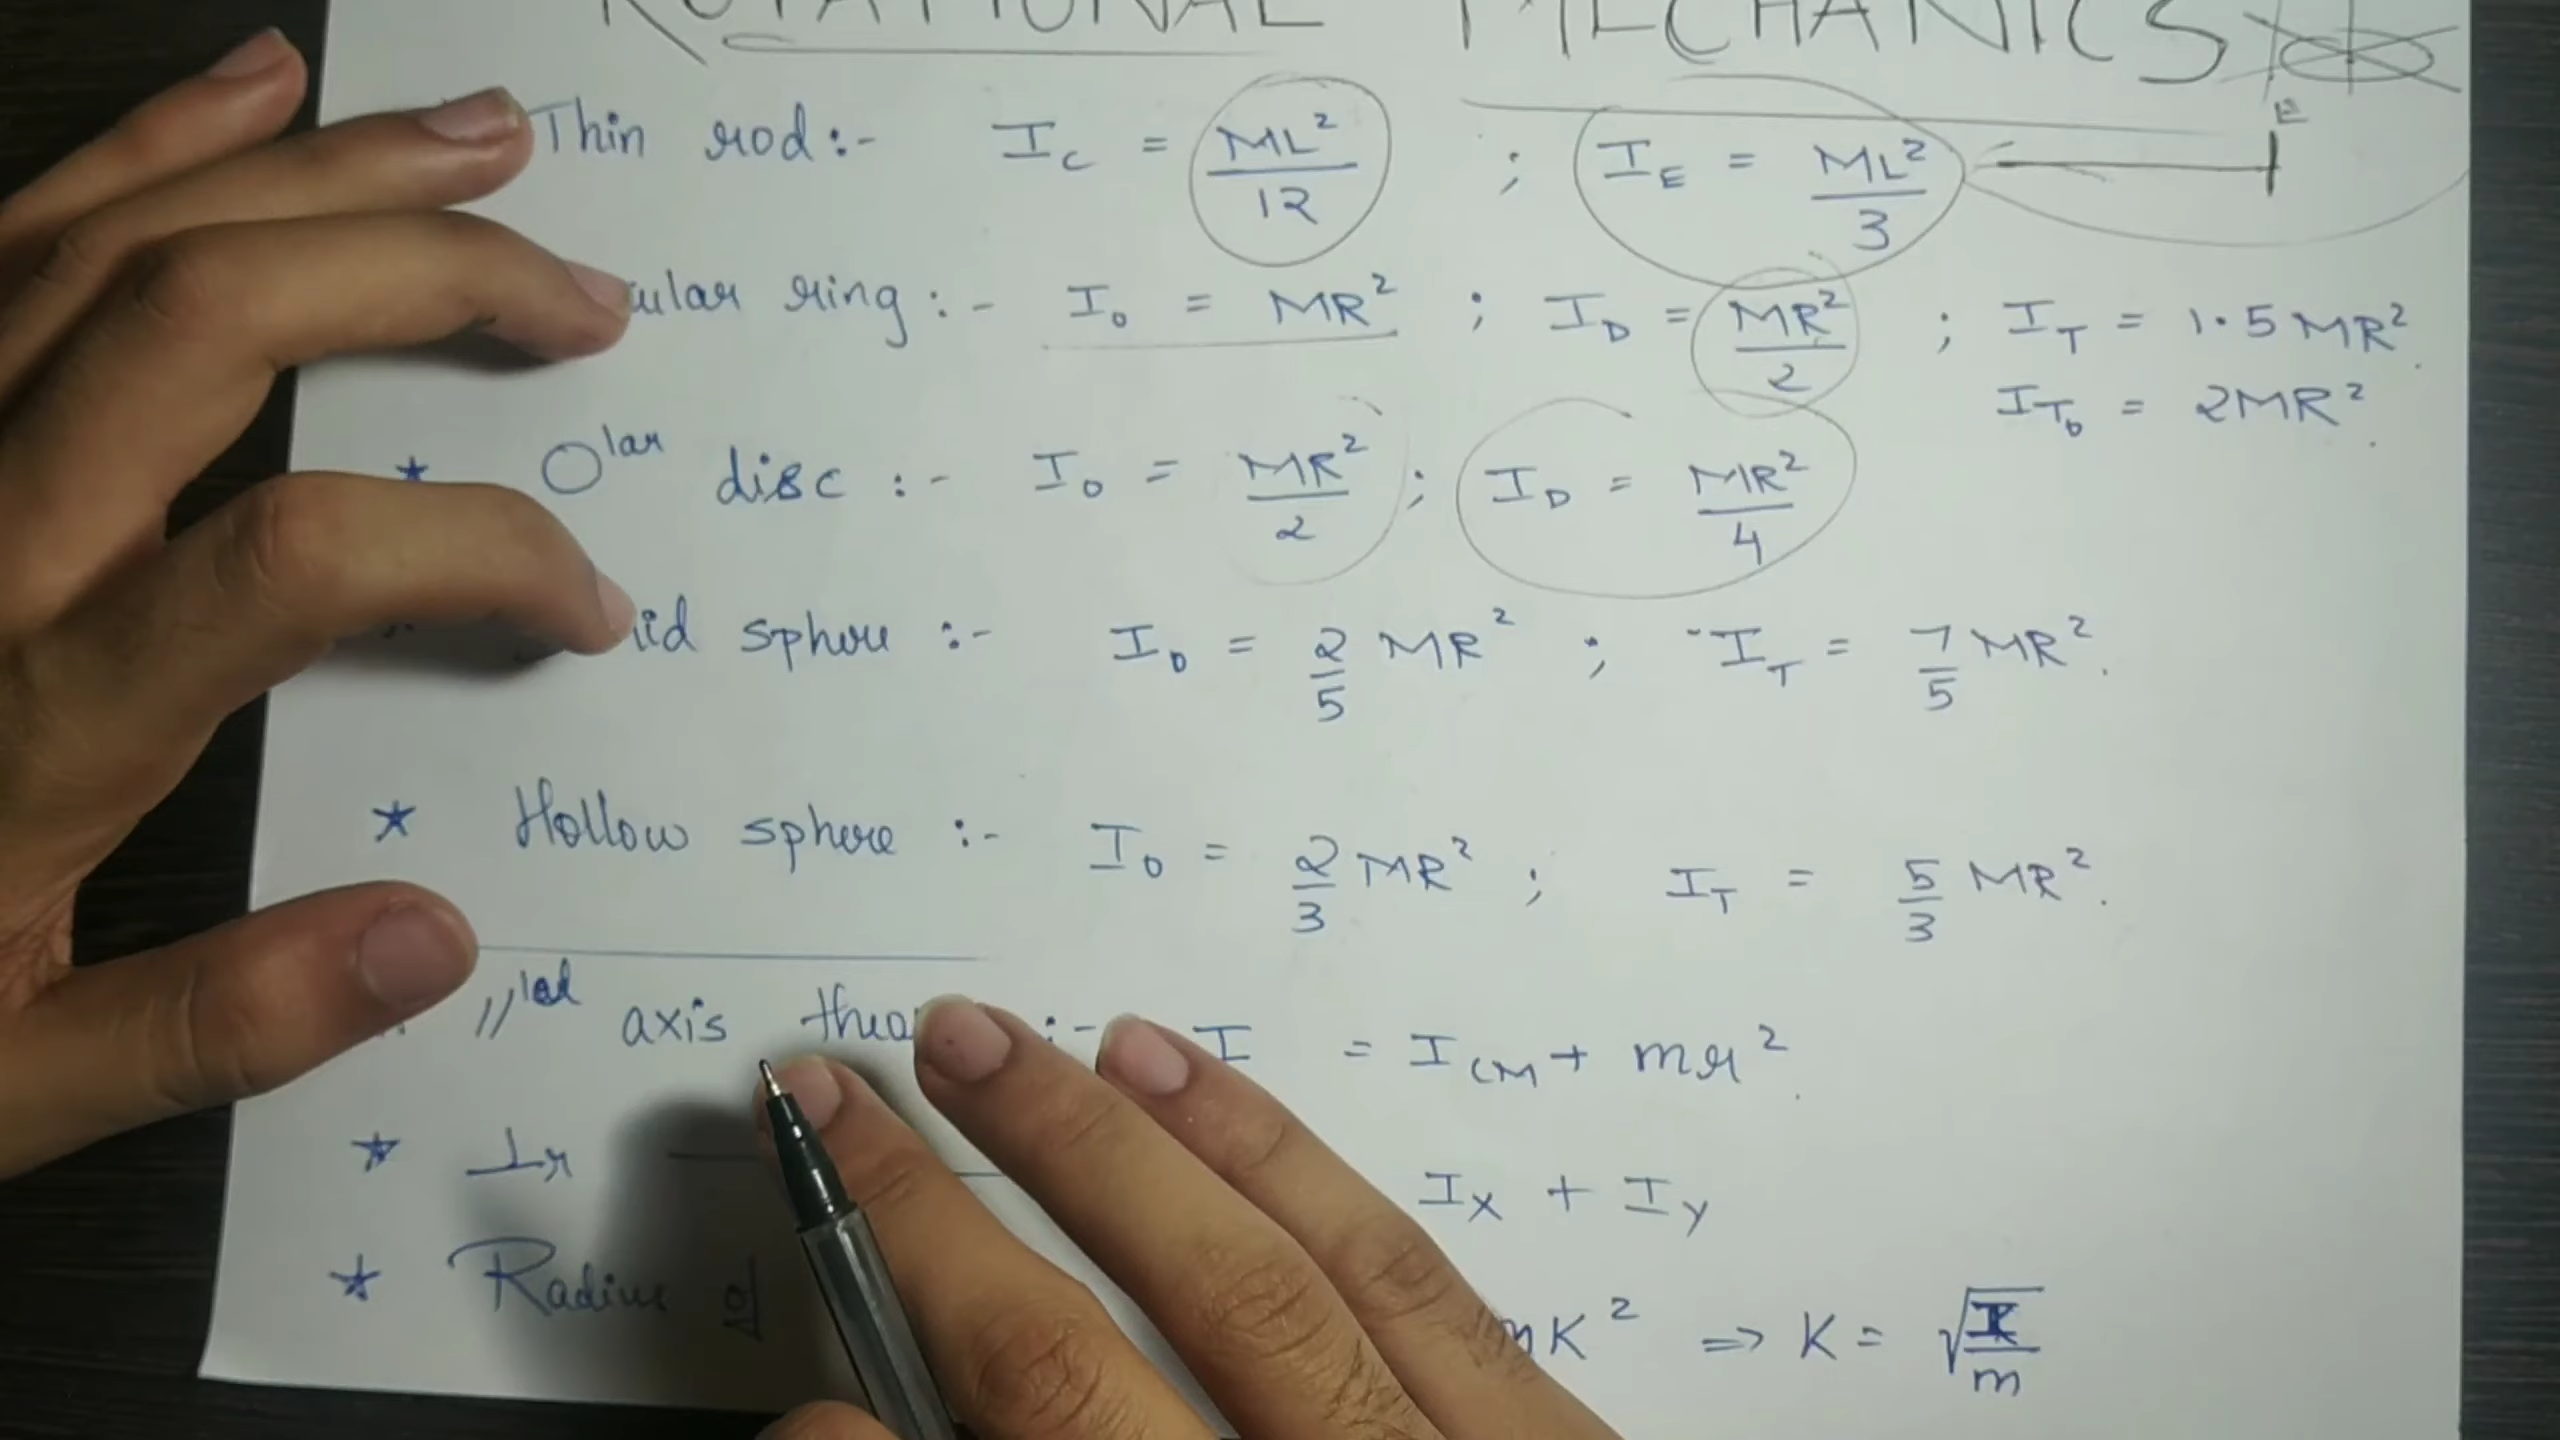 ROTATIONAL MECHANICS
E
Thin rod:- I_C = ML²/12 ; I_E = ML²/3
ular ring :- I_0 = MR² ; I_D = MR²/2 ; I_T = 1.5 MR².
I_T0 = 2MR².
★ O^lar disc :- I_0 = MR²/2 ; I_D = MR²/4
lid sphere :- I_0 = 2/5 MR² ; I_T = 7/5 MR².
★ Hollow sphere :- I_0 = 2/3 MR² ; I_T = 5/3 MR².
//lel axis :- I = I_CM + mr².
★ ⊥r I_X + I_Y
★ Radius of mK² ⇒ K = √(I/m)